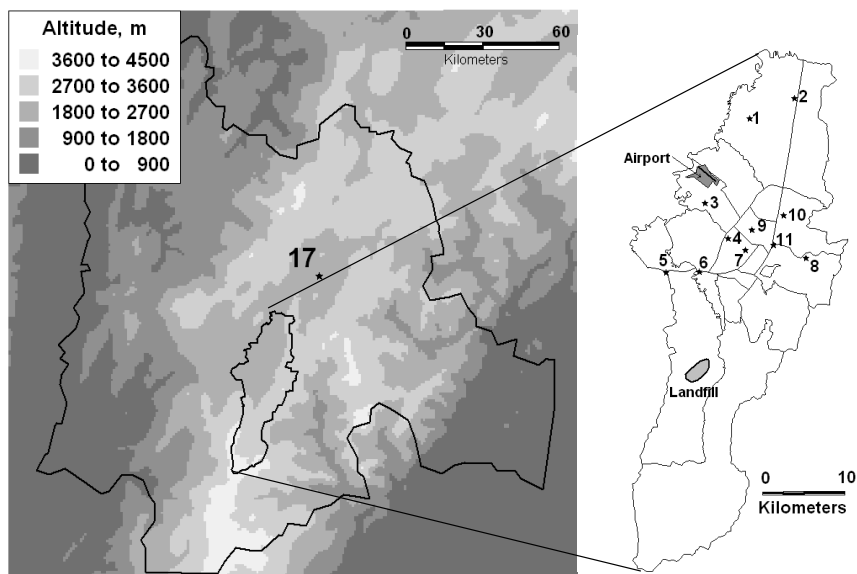 Altitude, m
3600 to 4500
2700 to 3600
1800 to 2700
900 to 1800
0 to 900
0 30 60
Kilometers
17
2
1
Airport
3
10
9
4
11
7
8
5
6
Landfill
0 10
Kilometers